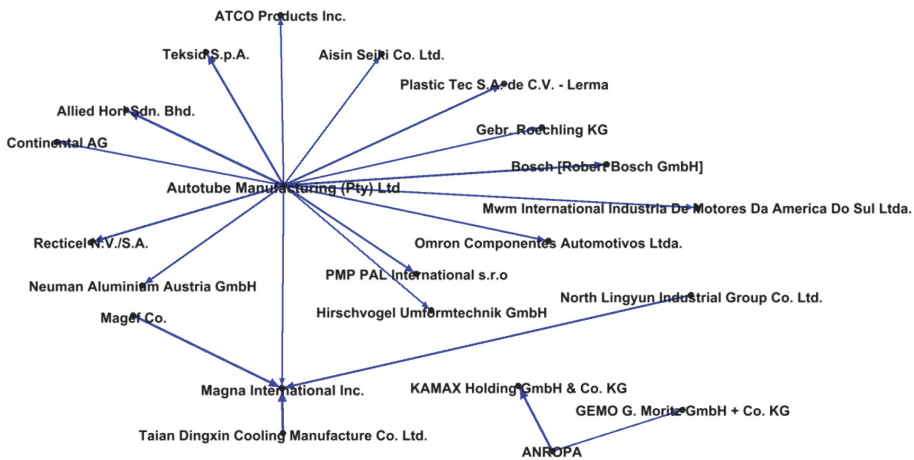 ATCO Products Inc.
Teksid S.p.A.
Aisin Seiki Co. Ltd.
Plastic Tec S.A. de C.V. - Lerma
Allied Hori Sdn. Bhd.
Gebr. Roechling KG
Continental AG
Bosch [Robert Bosch GmbH]
Autotube Manufacturing (Pty) Ltd
Mwm International Industria De Motores Da America Do Sul Ltda.
Recticel N.V./S.A.
Omron Componentes Automotivos Ltda.
PMP PAL International s.r.o
Neuman Aluminium Austria GmbH
North Lingyun Industrial Group Co. Ltd.
Hirschvogel Umformtechnik GmbH
Magef Co.
Magna International Inc.
KAMAX Holding GmbH & Co. KG
GEMO G. Moritz GmbH + Co. KG
Taian Dingxin Cooling Manufacture Co. Ltd.
ANROPA